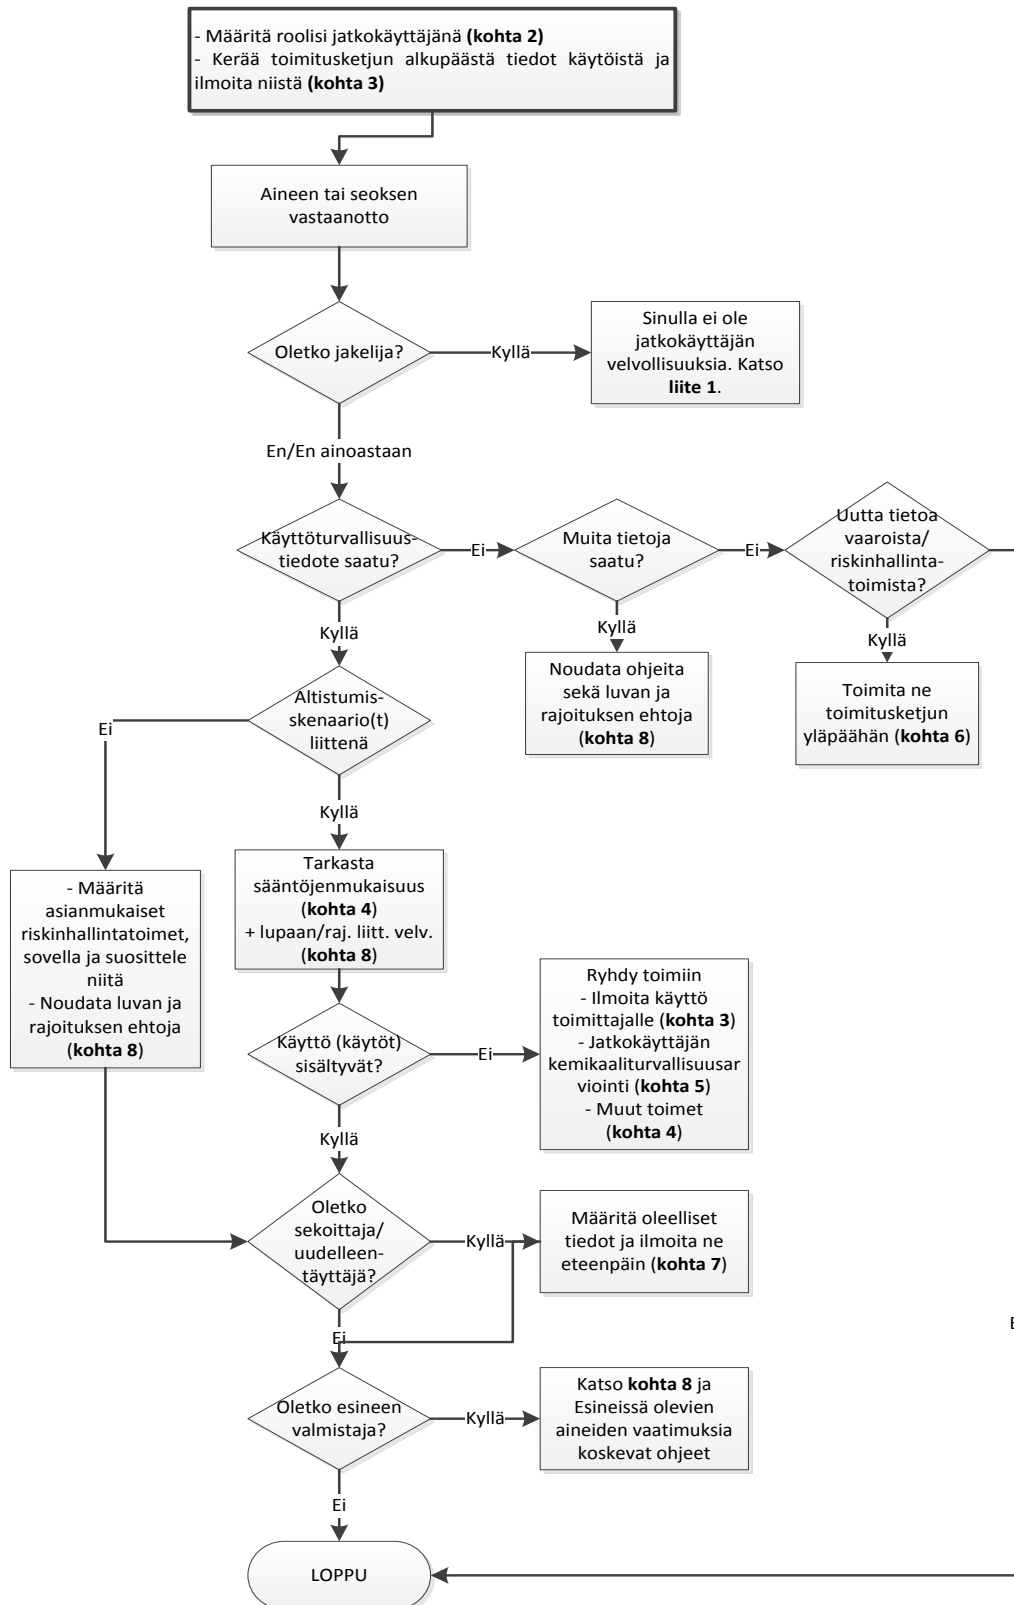 - Määritä roolisi jatkokäyttäjänä (kohta 2)
- Kerää toimitusketjun alkupäästä tiedot käytöistä ja
ilmoita niistä (kohta 3)
Aineen tai seoksen
vastaanotto
Oletko jakelija?
Kyllä
Sinulla ei ole
jatkokäyttäjän
velvollisuuksia. Katso
liite 1.
En/En ainoastaan
Käyttöturvallisuus-
tiedote saatu?
Ei
Muita tietoja
saatu?
Ei
Uutta tietoa
vaaroista/
riskinhallinta-
toimista?
Kyllä
Kyllä
Kyllä
Noudata ohjeita
sekä luvan ja
rajoituksen ehtoja
(kohta 8)
Toimita ne
toimitusketjun
yläpäähän (kohta 6)
Altistumis-
skenaario(t)
liittenä
Ei
Kyllä
- Määritä
asianmukaiset
riskinhallintatoimet,
sovella ja suosittele
niitä
- Noudata luvan ja
rajoituksen ehtoja
(kohta 8)
Tarkasta
sääntöjenmukaisuus
(kohta 4)
+ lupaan/raj. liitt. velv.
(kohta 8)
Käyttö (käytöt)
sisältyvät?
Ei
Ryhdy toimiin
- Ilmoita käyttö
toimittajalle (kohta 3)
- Jatkokäyttäjän
kemikaaliturvallisuusar
viointi (kohta 5)
- Muut toimet
(kohta 4)
Kyllä
Oletko
sekoittaja/
uudelleen-
täyttäjä?
Kyllä
Määritä oleelliset
tiedot ja ilmoita ne
eteenpäin (kohta 7)
Ei
Oletko esineen
valmistaja?
Kyllä
Katso kohta 8 ja
Esineissä olevien
aineiden vaatimuksia
koskevat ohjeet
Ei
LOPPU